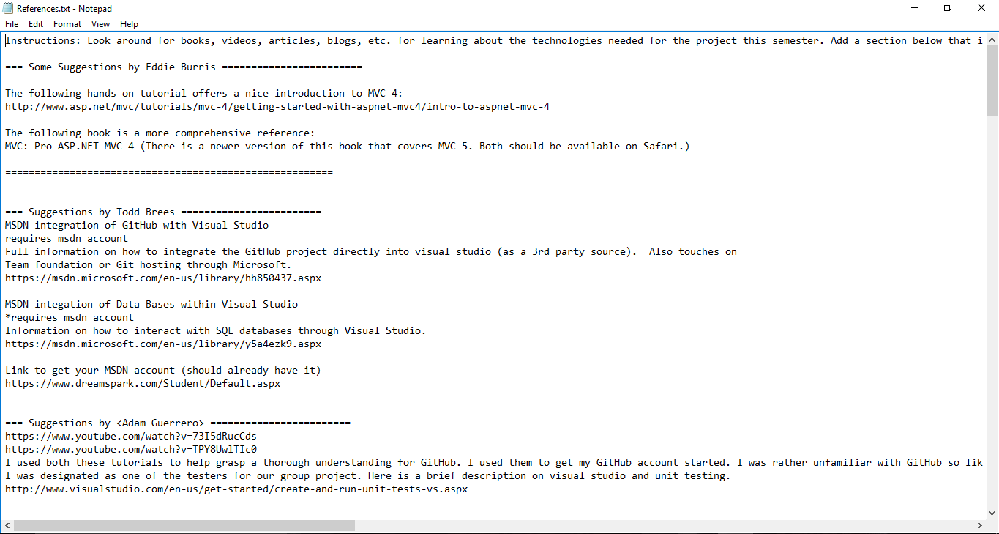 References.txt - Notepad
File Edit Format View Help
Instructions: Look around for books, videos, articles, blogs, etc. for learning about the technologies needed for the project this semester. Add a section below that i
=== Some Suggestions by Eddie Burris ========================
The following hands-on tutorial offers a nice introduction to MVC 4:
http://www.asp.net/mvc/tutorials/mvc-4/getting-started-with-aspnet-mvc4/intro-to-aspnet-mvc-4
The following book is a more comprehensive reference:
MVC: Pro ASP.NET MVC 4 (There is a newer version of this book that covers MVC 5. Both should be available on Safari.)
========================================================
=== Suggestions by Todd Brees ========================
MSDN integration of GitHub with Visual Studio
requires msdn account
Full information on how to integrate the GitHub project directly into visual studio (as a 3rd party source).  Also touches on
Team foundation or Git hosting through Microsoft.
https://msdn.microsoft.com/en-us/library/hh850437.aspx
MSDN integation of Data Bases within Visual Studio
*requires msdn account
Information on how to interact with SQL databases through Visual Studio.
https://msdn.microsoft.com/en-us/library/y5a4ezk9.aspx
Link to get your MSDN account (should already have it)
https://www.dreamspark.com/Student/Default.aspx
=== Suggestions by <Adam Guerrero> ========================
https://www.youtube.com/watch?v=73I5dRucCds
https://www.youtube.com/watch?v=TPY8UwlTIc0
I used both these tutorials to help grasp a thorough understanding for GitHub. I used them to get my GitHub account started. I was rather unfamiliar with GitHub so lik
I was designated as one of the testers for our group project. Here is a brief description on visual studio and unit testing.
http://www.visualstudio.com/en-us/get-started/create-and-run-unit-tests-vs.aspx